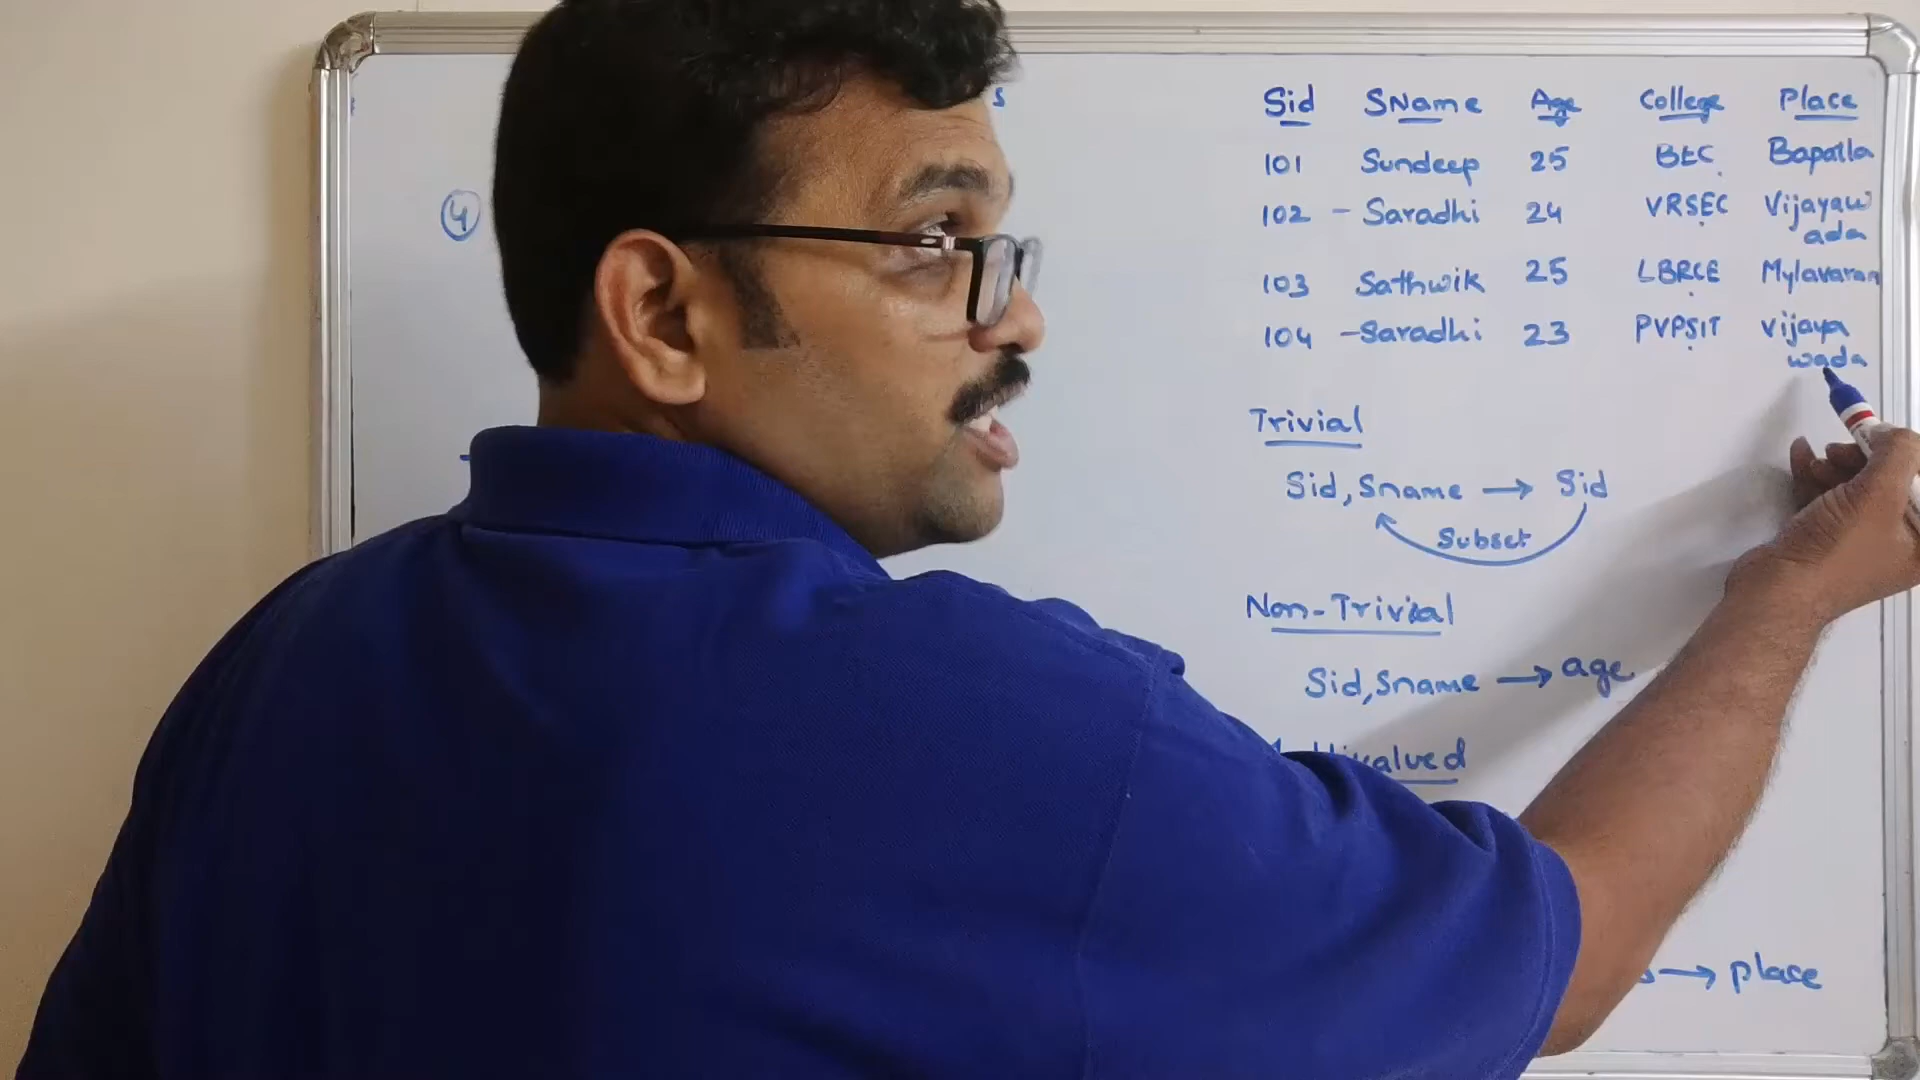 Sid SName Age College Place
101 Sundeep 25 BEC Bapatla
102 - Saradhi 24 VRSEC Vijayaw
ada
103 Sathwik 25 LBRCE Mylavaram
104 - Saradhi 23 PVPSIT Vijaya
wada
④
Trivial
Sid, Sname → Sid
Subset
Non-Trivial
Sid, Sname → age
→ place